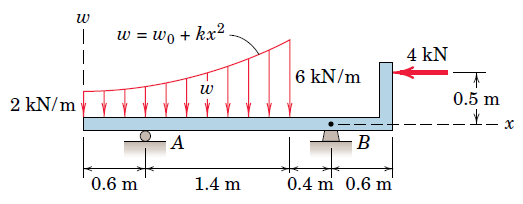 w
w = w₀ + kx²
4 kN
w
6 kN/m
2 kN/m
0.5 m
x
A
B
0.6 m
1.4 m
0.4 m
0.6 m